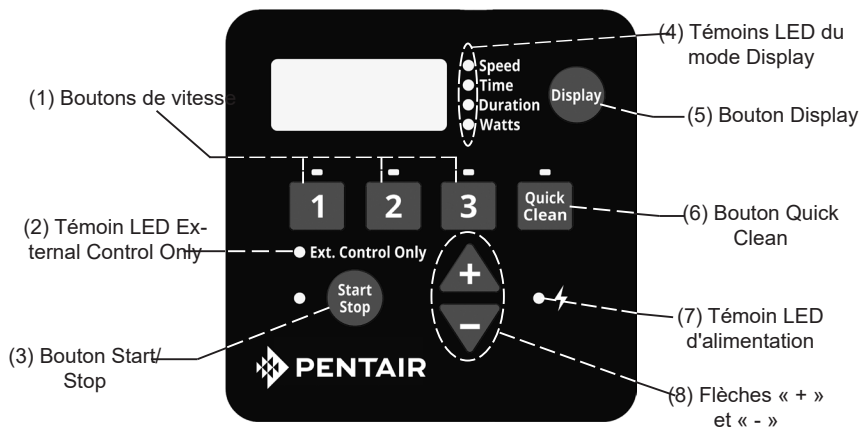 (4) Témoins LED du
mode Display
Speed
Time
Duration
Watts
Display
(1) Boutons de vitesse
(5) Bouton Display
1
2
3
Quick
Clean
(6) Bouton Quick
Clean
(2) Témoin LED Ex-
ternal Control Only
Ext. Control Only
+
Start
Stop
-
(7) Témoin LED
d'alimentation
(3) Bouton Start/
Stop
PENTAIR
(8) Flèches « + »
et « - »